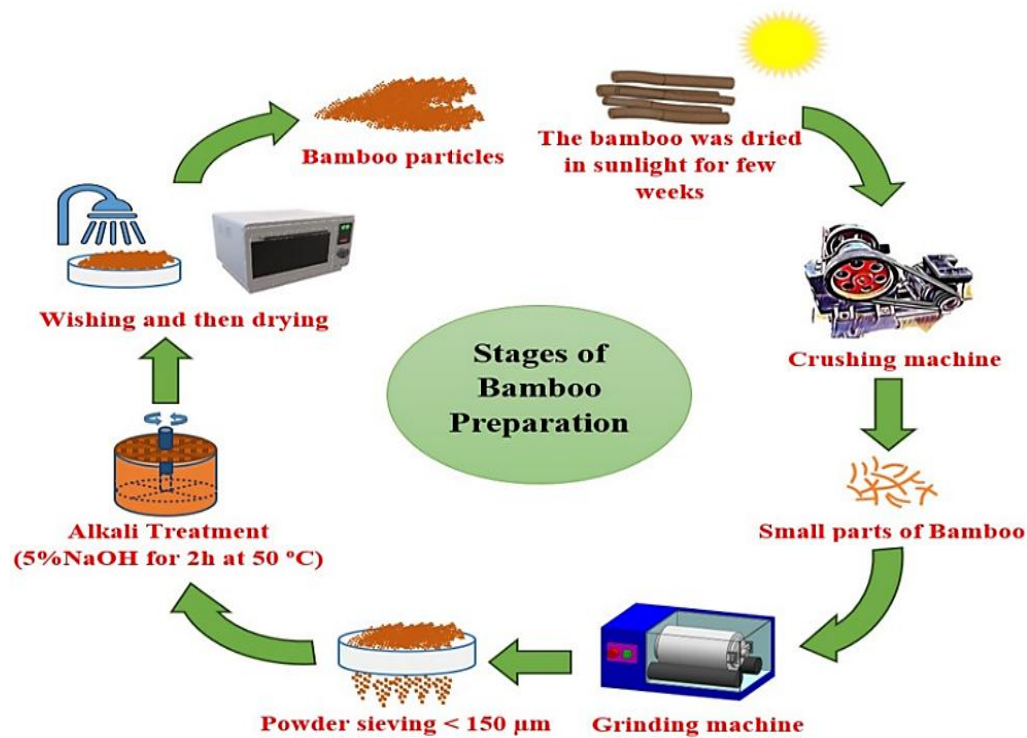 Stages of
Bamboo
Preparation
The bamboo was dried
in sunlight for few
weeks
Crushing machine
Small parts of Bamboo
Grinding machine
Powder sieving < 150 µm
Alkali Treatment
(5%NaOH for 2h at 50 °C)
Wishing and then drying
Bamboo particles